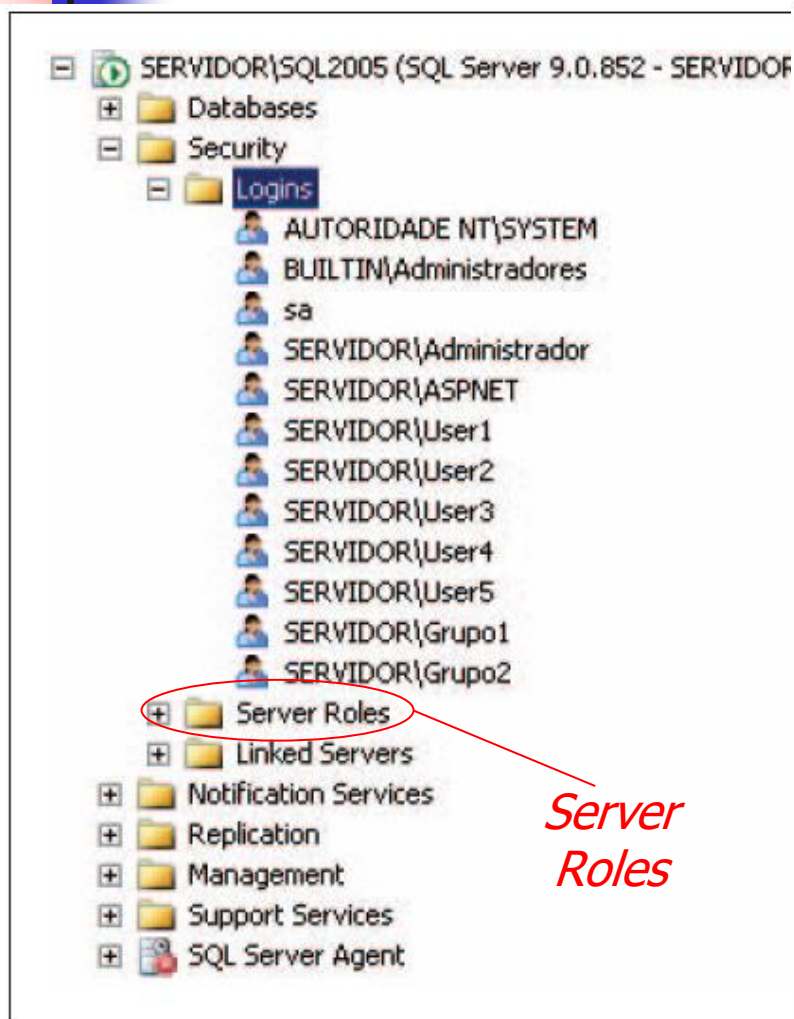 SERVIDOR\SQL2005 (SQL Server 9.0.852 - SERVIDOR
Databases
Security
Logins
AUTORIDADE NT\SYSTEM
BUILTIN\Administradores
sa
SERVIDOR\Administrador
SERVIDOR\ASPNET
SERVIDOR\User1
SERVIDOR\User2
SERVIDOR\User3
SERVIDOR\User4
SERVIDOR\User5
SERVIDOR\Grupo1
SERVIDOR\Grupo2
Server Roles
Linked Servers
Notification Services
Replication
Management
Support Services
SQL Server Agent
Server
Roles